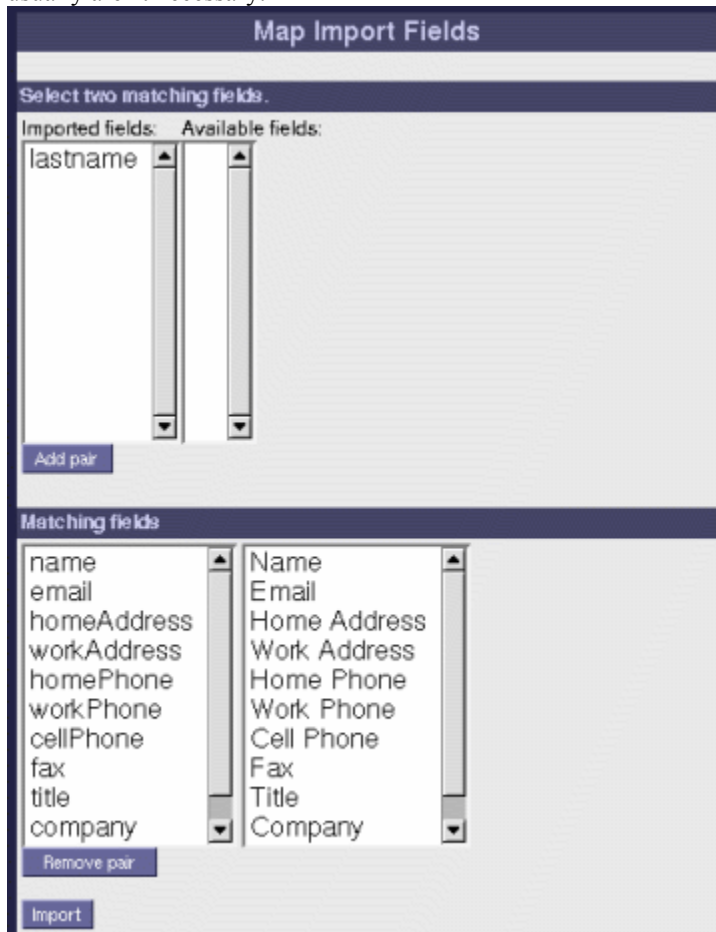 Map Import Fields
Select two matching fields.
Imported fields: Available fields:
lastname
Add pair
Matching fields
name Name
email Email
homeAddress Home Address
workAddress Work Address
homePhone Home Phone
workPhone Work Phone
cellPhone Cell Phone
fax Fax
title Title
company Company
Remove pair
Import